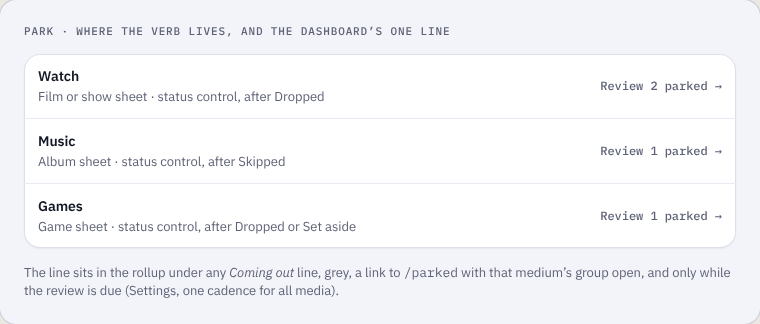 PARK · WHERE THE VERB LIVES, AND THE DASHBOARD’S ONE LINE
Watch
Film or show sheet · status control, after Dropped
Review 2 parked →
Music
Album sheet · status control, after Skipped
Review 1 parked →
Games
Game sheet · status control, after Dropped or Set aside
Review 1 parked →
The line sits in the rollup under any Coming out line, grey, a link to /parked with that medium’s group open, and only while
the review is due (Settings, one cadence for all media).